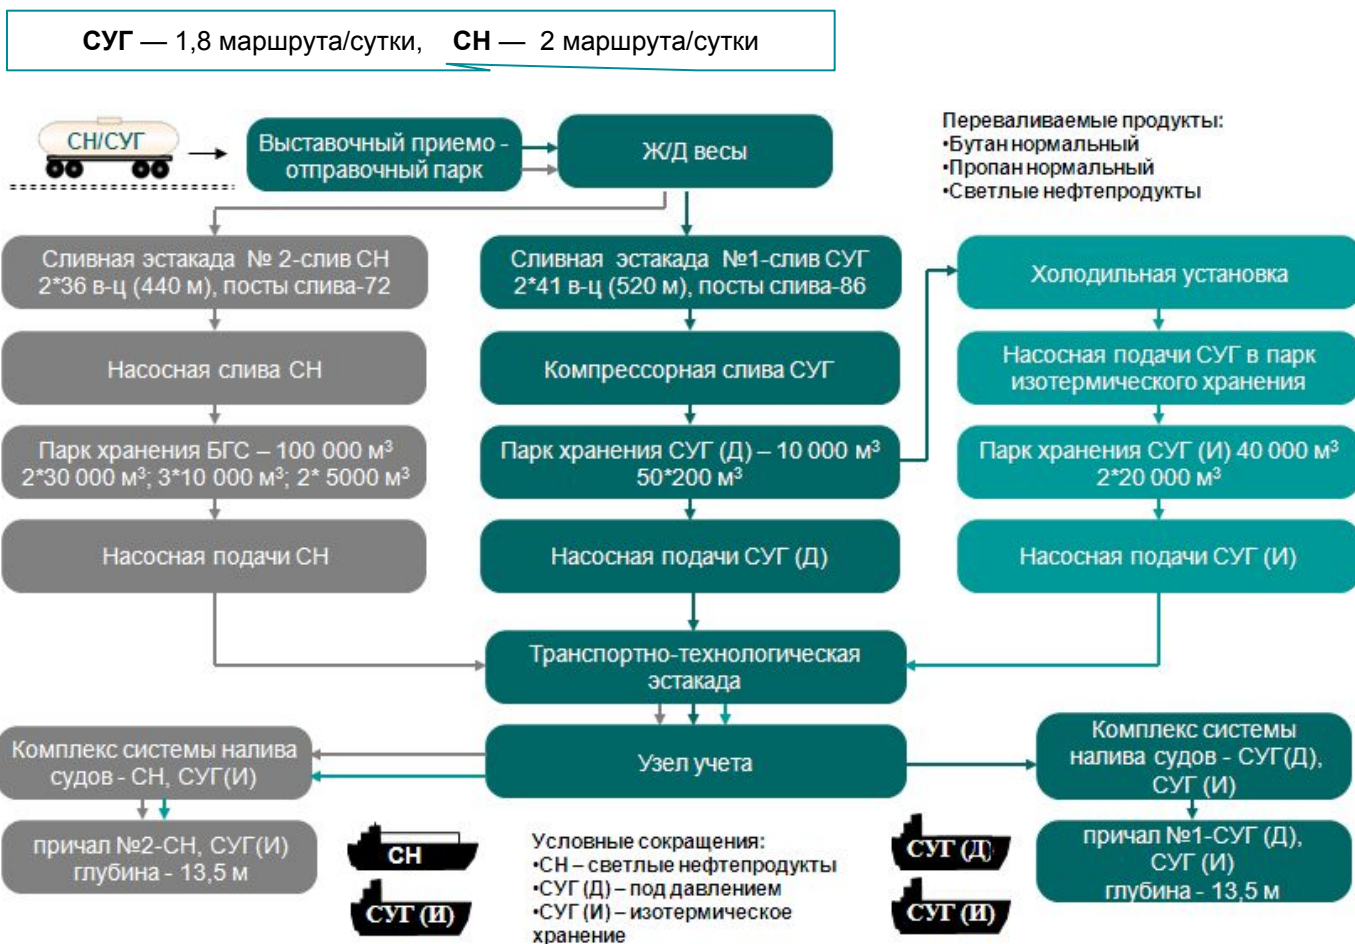 СУГ — 1,8 маршрута/сутки, СН — 2 маршрута/сутки
СН/СУГ
Выставочный приемо -
отправочный парк
Ж/Д весы
Переваливаемые продукты:
•Бутан нормальный
•Пропан нормальный
•Светлые нефтепродукты
Сливная эстакада № 2-слив СН
2*36 в-ц (440 м), посты слива-72
Сливная эстакада №1-слив СУГ
2*41 в-ц (520 м), посты слива-86
Холодильная установка
Насосная слива СН
Компрессорная слива СУГ
Насосная подачи СУГ в парк
изотермического хранения
Парк хранения БГС – 100 000 м³
2*30 000 м³; 3*10 000 м³; 2* 5000 м³
Парк хранения СУГ (Д) – 10 000 м³
50*200 м³
Парк хранения СУГ (И) 40 000 м³
2*20 000 м³
Насосная подачи СН
Насосная подачи СУГ (Д)
Насосная подачи СУГ (И)
Транспортно-технологическая
эстакада
Комплекс системы налива
судов - СН, СУГ(И)
Узел учета
Комплекс системы
налива судов - СУГ(Д),
СУГ (И)
причал №2-СН, СУГ(И)
глубина - 13,5 м
СН
СУГ (И)
Условные сокращения:
•СН – светлые нефтепродукты
•СУГ (Д) – под давлением
•СУГ (И) – изотермическое
хранение
СУГ (Д)
СУГ (И)
причал №1-СУГ (Д),
СУГ (И)
глубина - 13,5 м